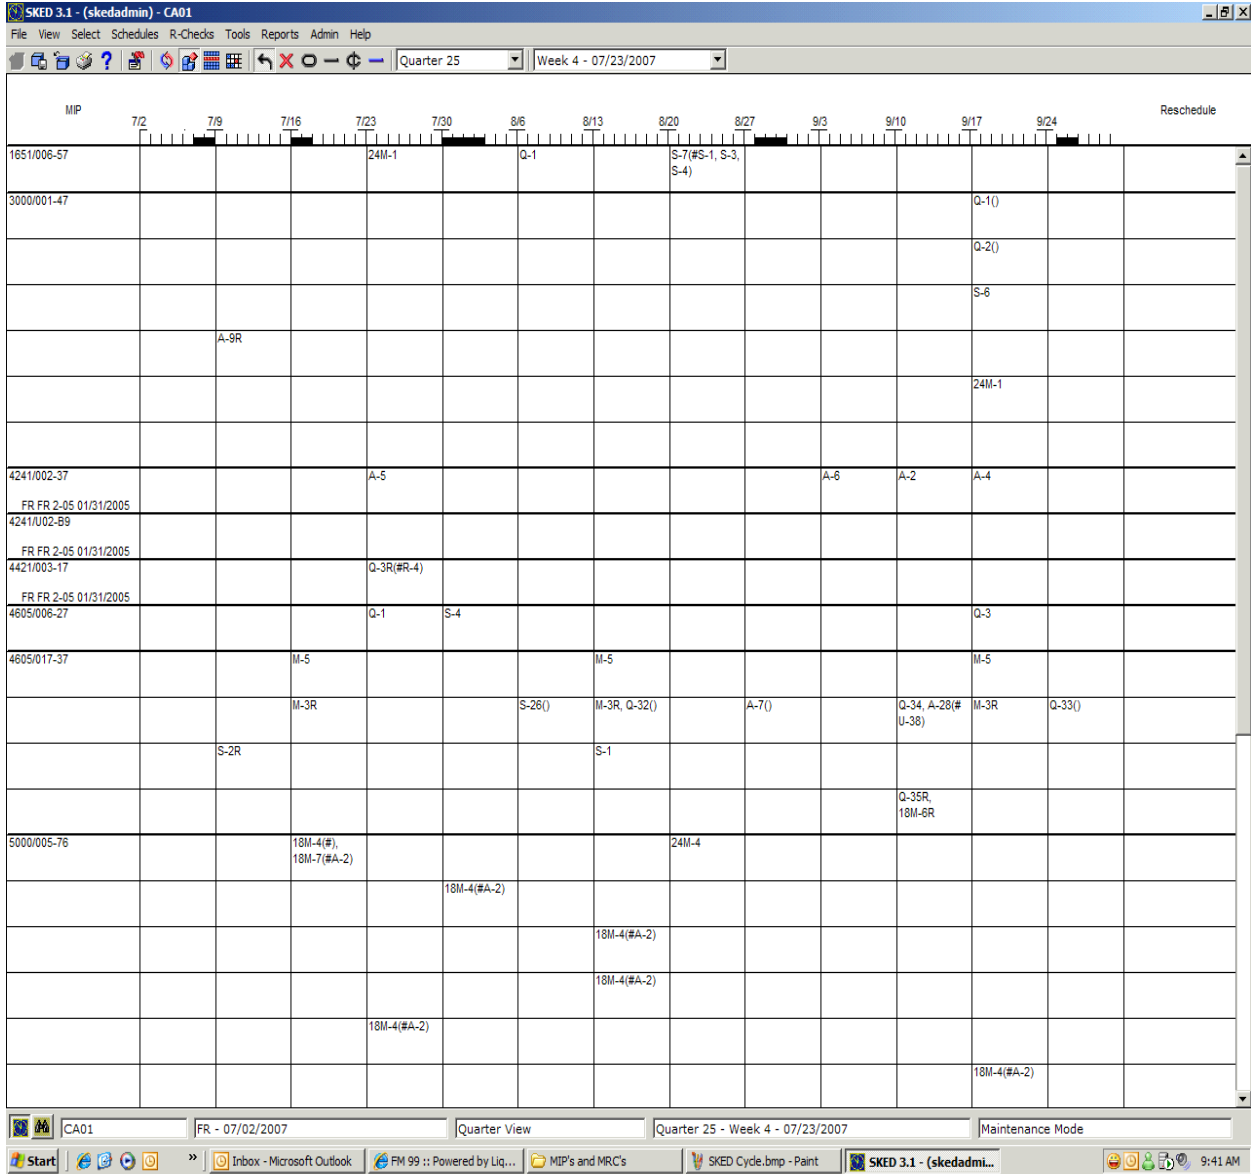 SKED 3.1 - (skedadmin) - CA01
File View Select Schedules R-Checks Tools Reports Admin Help
Quarter 25 Week 4 - 07/23/2007
MIP 7/2 7/9 7/16 7/23 7/30 8/6 8/13 8/20 8/27 9/3 9/10 9/17 9/24 Reschedule
1651/006-57 24M-1 Q-1 S-7(#S-1, S-3,
S-4)
3000/001-47 Q-1()
Q-2()
S-6
A-9R
24M-1
4241/002-37 A-5 A-6 A-2 A-4
FR FR 2-05 01/31/2005
4241/U02-B9
FR FR 2-05 01/31/2005
4421/003-17 Q-3R(#R-4)
FR FR 2-05 01/31/2005
4605/006-27 Q-1 S-4 Q-3
4605/017-37 M-5 M-5 M-5
M-3R S-26() M-3R, Q-32() A-7() Q-34, A-28(# M-3R Q-33()
U-38)
S-2R S-1
Q-35R,
18M-6R
5000/005-76 18M-4(#), 24M-4
18M-7(#A-2)
18M-4(#A-2)
18M-4(#A-2)
18M-4(#A-2)
18M-4(#A-2)
18M-4(#A-2)
CA01 FR - 07/02/2007 Quarter View Quarter 25 - Week 4 - 07/23/2007 Maintenance Mode
Start » Inbox - Microsoft Outlook FM 99 :: Powered by Liq... MIP's and MRC's SKED Cycle.bmp - Paint SKED 3.1 - (skedadmi... 9:41 AM